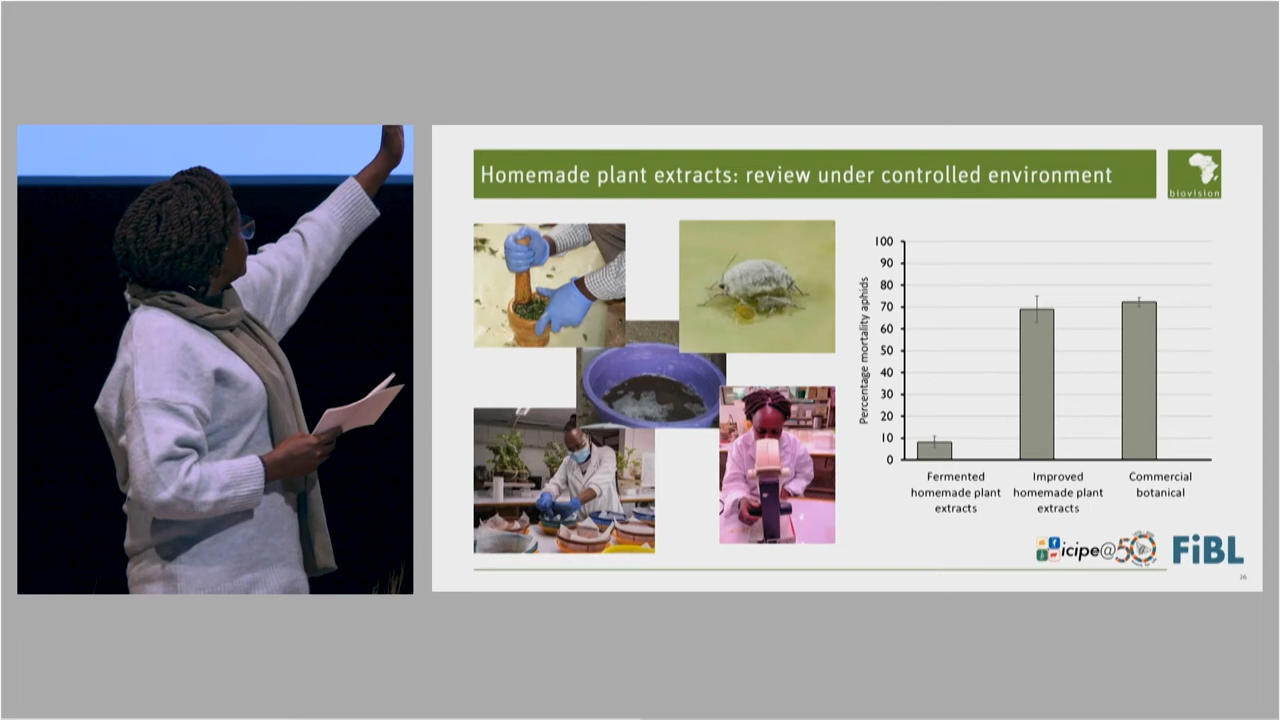 Homemade plant extracts: review under controlled environment
biovision
Percentage mortality aphids
100
90
80
70
60
50
40
30
20
10
0
Fermented
homemade plant
extracts
Improved
homemade plant
extracts
Commercial
botanical
icipe@50
FiBL
26